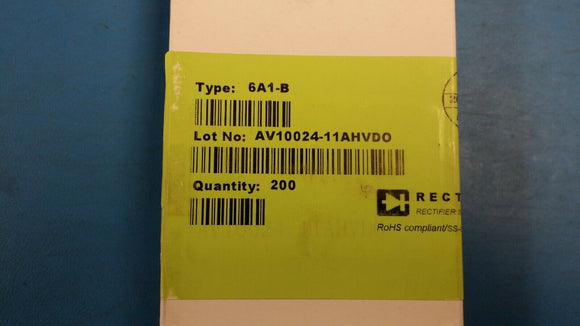 Type: 6A1-B
Lot No: AV10024-11AHVDO
Quantity: 200
RECT
RECTIFIER
RoHS compliant/SS-